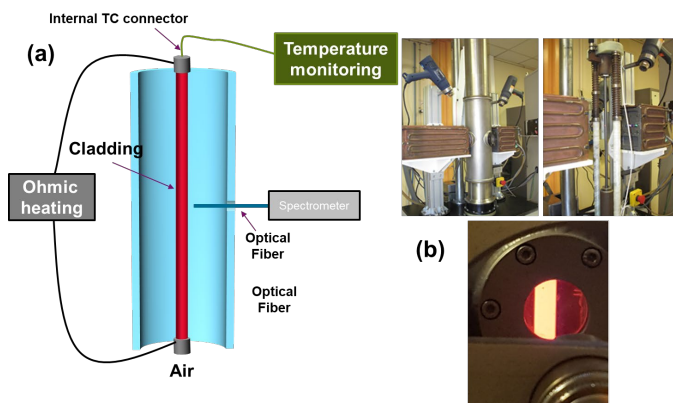 Internal TC connector
(a)
Temperature
monitoring
Cladding
Ohmic
heating
Spectrometer
Optical
Fiber
Optical
Fiber
Air
(b)